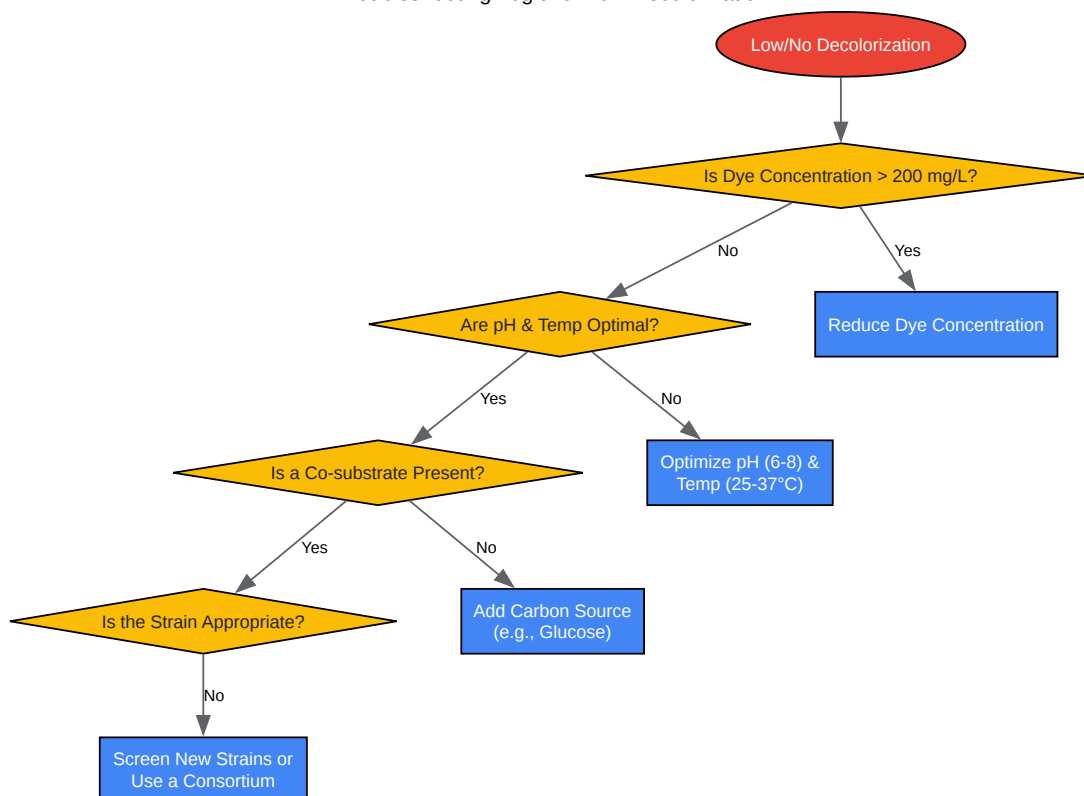 Low/No Decolorization
Is Dye Concentration > 200 mg/L?
No
Yes
Are pH & Temp Optimal?
Reduce Dye Concentration
Yes
No
Is a Co-substrate Present?
Optimize pH (6-8) &
Temp (25-37°C)
Yes
No
Is the Strain Appropriate?
Add Carbon Source
(e.g., Glucose)
No
Screen New Strains or
Use a Consortium